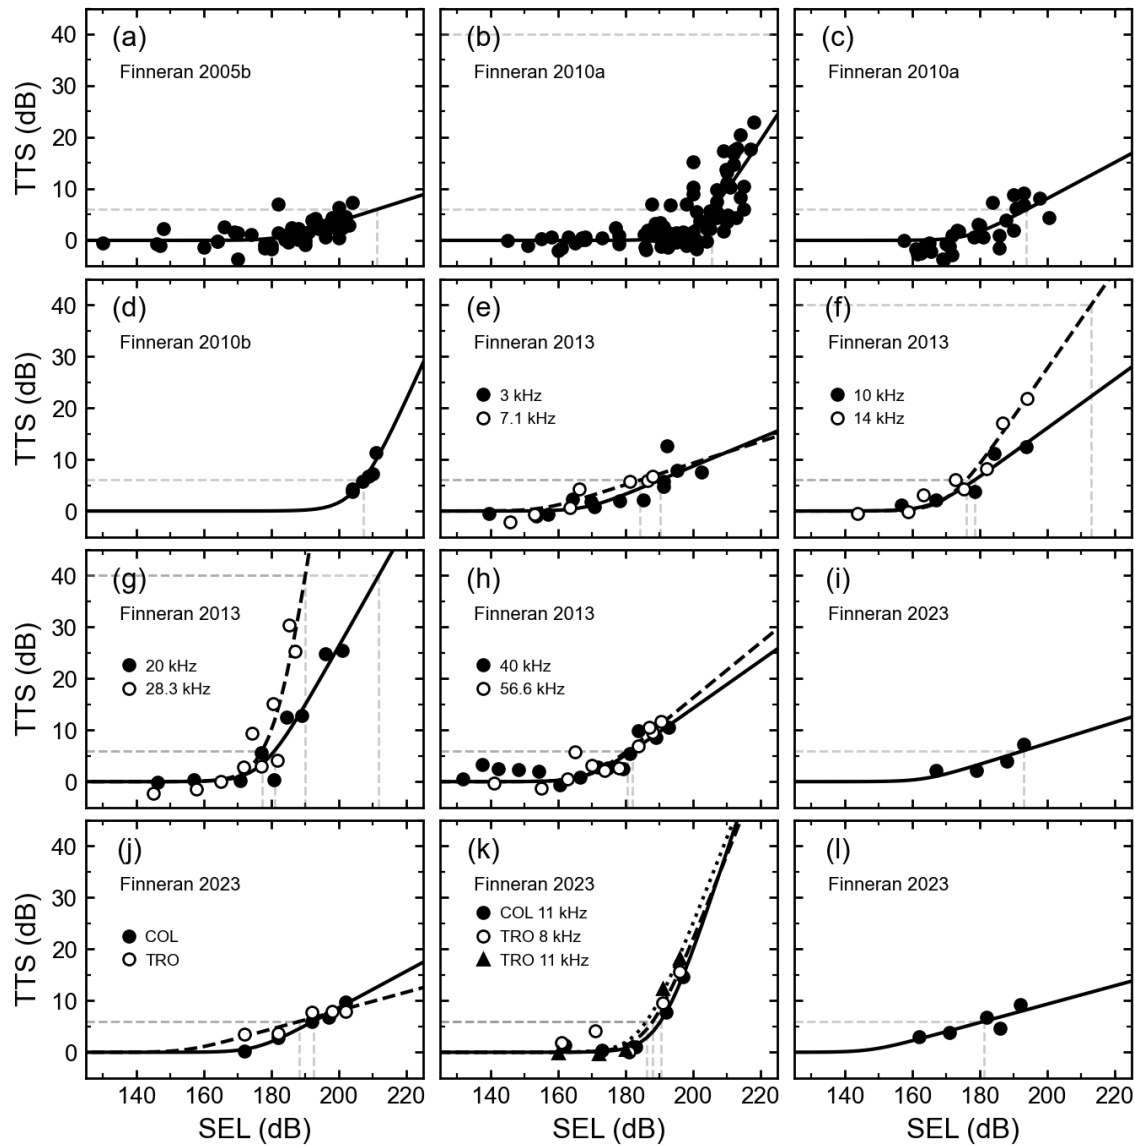 (a)
Finneran 2005b
(b)
Finneran 2010a
(c)
Finneran 2010a
TTS (dB)
40
30
20
10
0
(d)
Finneran 2010b
(e)
Finneran 2013
3 kHz
7.1 kHz
(f)
Finneran 2013
10 kHz
14 kHz
TTS (dB)
40
30
20
10
0
(g)
Finneran 2013
20 kHz
28.3 kHz
(h)
Finneran 2013
40 kHz
56.6 kHz
(i)
Finneran 2023
TTS (dB)
40
30
20
10
0
(j)
Finneran 2023
COL
TRO
(k)
Finneran 2023
COL 11 kHz
TRO 8 kHz
TRO 11 kHz
(l)
Finneran 2023
TTS (dB)
40
30
20
10
0
140 160 180 200 220
140 160 180 200 220
140 160 180 200 220
SEL (dB)
SEL (dB)
SEL (dB)